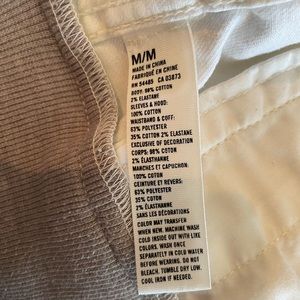 M/M
MADE IN CHINA
FABRIQUÉ EN CHINE
RN 54485 CA 03873
BODY: 98% COTTON
2% ELASTANE
SLEEVES & HOOD:
100% COTTON
WAISTBAND & CUFF:
63% POLYESTER
35% COTTON 2% ELASTANE
EXCLUSIVE OF DECORATION
CORPS: 98% COTON
2% ÉLASTHANNE
MANCHES ET CAPUCHON:
100% COTON
CEINTURE ET REVERS:
63% POLYESTER
35% COTON
2% ÉLASTHANNE
SANS LES DÉCORATIONS
COLOR MAY TRANSFER
WHEN NEW. MACHINE WASH
COLD INSIDE OUT WITH LIKE
COLORS. WASH ONCE
SEPARATELY IN COLD WATER
BEFORE WEARING. DO NOT
BLEACH. TUMBLE DRY LOW.
COOL IRON IF NEEDED.